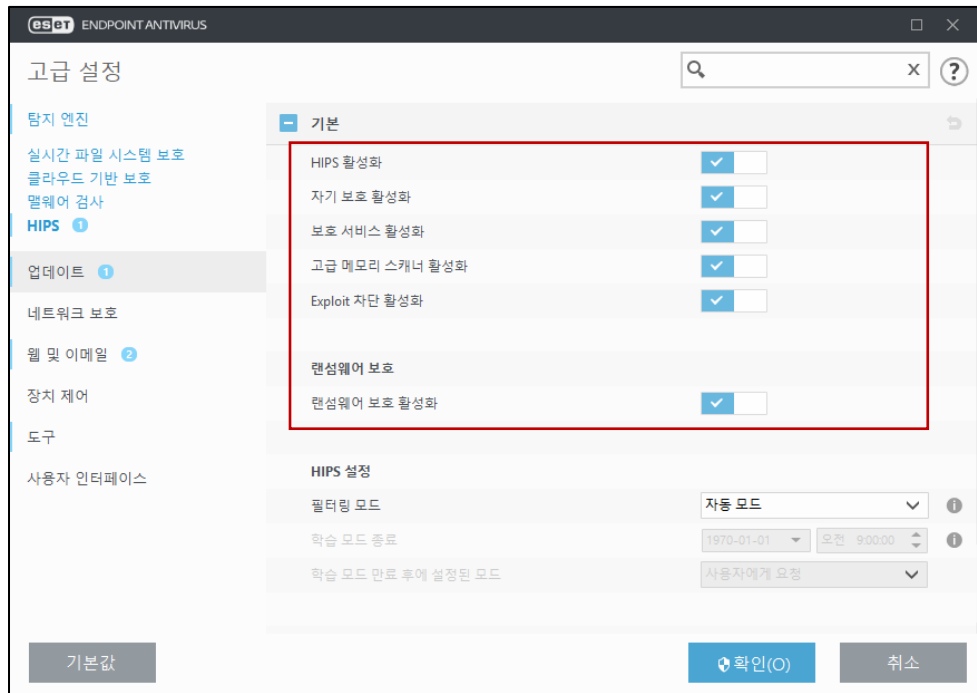 eset ENDPOINT ANTIVIRUS
고급 설정
x
?
탐지 엔진
실시간 파일 시스템 보호
클라우드 기반 보호
맬웨어 검사
HIPS 1
업데이트 1
네트워크 보호
웹 및 이메일 2
장치 제어
도구
사용자 인터페이스
기본
HIPS 활성화
자기 보호 활성화
보호 서비스 활성화
고급 메모리 스캐너 활성화
Exploit 차단 활성화
랜섬웨어 보호
랜섬웨어 보호 활성화
HIPS 설정
필터링 모드 자동 모드
학습 모드 종료 1970-01-01 오전 9:00:00
학습 모드 만료 후에 설정된 모드 사용자에게 요청
기본값
확인(O)
취소